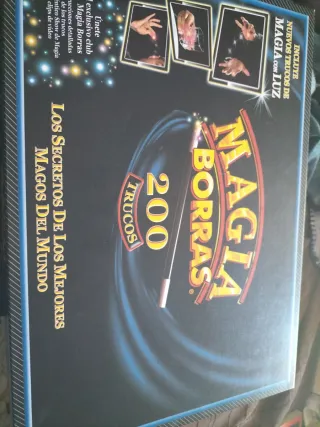 INCLUYE
NUEVOS TRUCOS DE
MAGIA CON LUZ
Únete
exclusivo club
Magia Borras
MAGIA
BORRAS®
200
TRUCOS
LOS SECRETOS DE LOS MEJORES
MAGOS DEL MUNDO